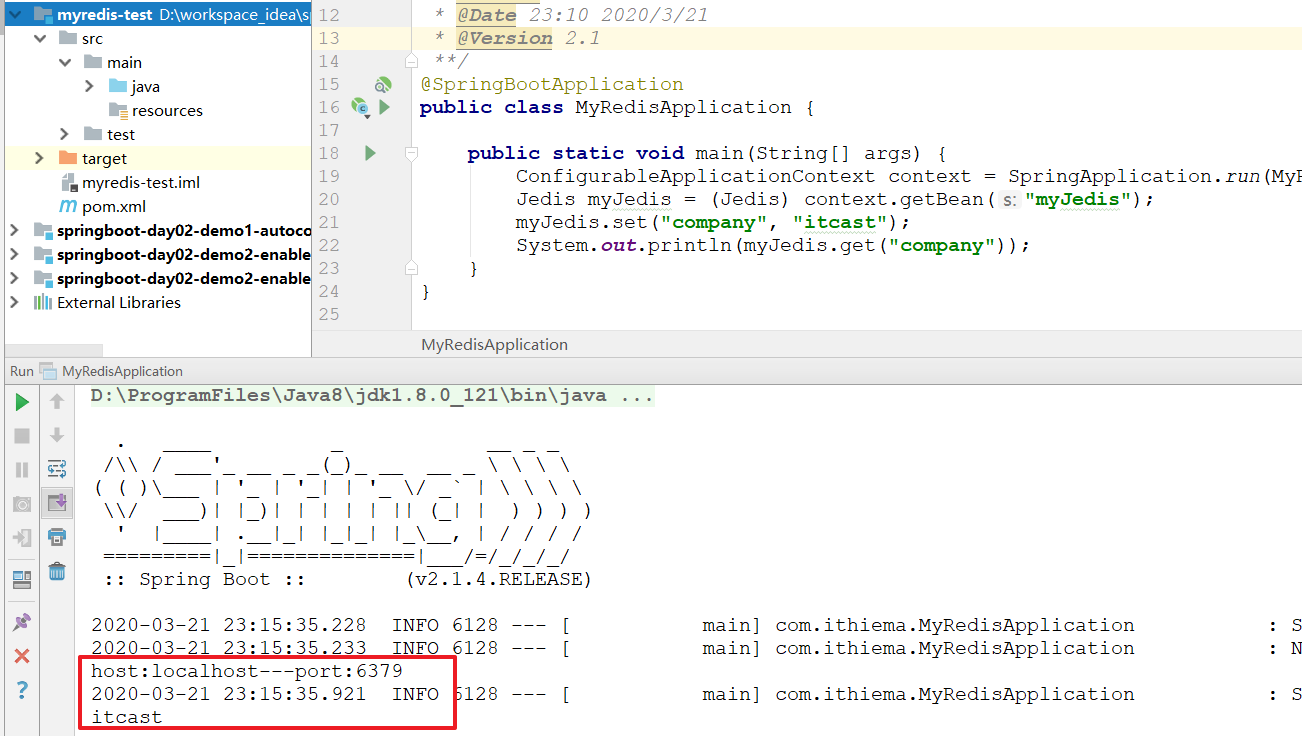 myredis-test D:\workspace_idea\s
src
main
java
resources
test
target
myredis-test.iml
pom.xml
springboot-day02-demo1-autoco
springboot-day02-demo2-enable
springboot-day02-demo2-enable
External Libraries
12 * @Date 23:10 2020/3/21
13 * @Version 2.1
14 **/
15 @SpringBootApplication
16 public class MyRedisApplication {
17
18 public static void main(String[] args) {
19 ConfigurableApplicationContext context = SpringApplication.run(MyR
20 Jedis myJedis = (Jedis) context.getBean( s: "myJedis");
21 myJedis.set("company", "itcast");
22 System.out.println(myJedis.get("company"));
23 }
24 }
25
MyRedisApplication
Run MyRedisApplication
D:\ProgramFiles\Java8\jdk1.8.0_121\bin\java ...
  .   ____          _            __ _ _
 /\\ / ___'_ __ _ _(_)_ __  __ _ \ \ \ \
( ( )\___ | '_ | '_| | '_ \/ _` | \ \ \ \
 \\/  ___)| |_)| | | | | || (_| |  ) ) ) )
  '  |____| .__|_| |_|_| |_\__, | / / / /
 =========|_|==============|___/=/_/_/_/
 :: Spring Boot ::        (v2.1.4.RELEASE)
2020-03-21 23:15:35.228 INFO 6128 --- [ main] com.ithiema.MyRedisApplication : S
2020-03-21 23:15:35.233 INFO 6128 --- [ main] com.ithiema.MyRedisApplication : N
host:localhost---port:6379
2020-03-21 23:15:35.921 INFO 6128 --- [ main] com.ithiema.MyRedisApplication : S
itcast